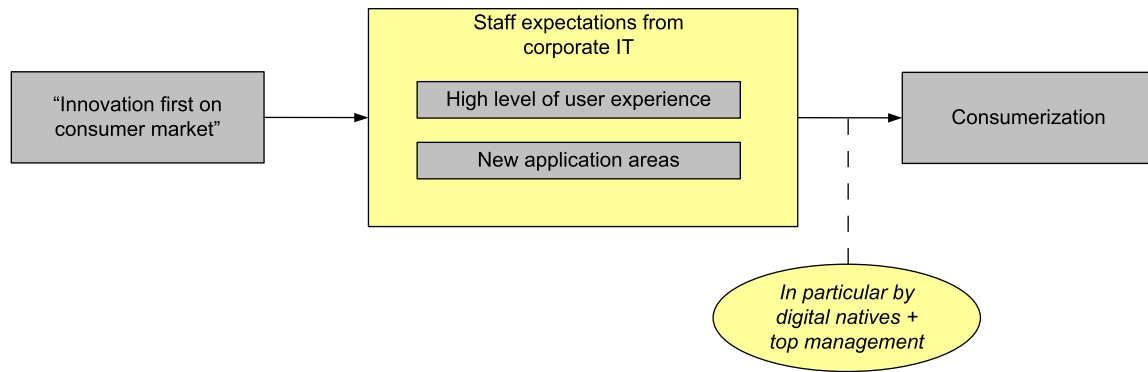 Staff expectations from
corporate IT
“Innovation first on
consumer market”
High level of user experience
New application areas
Consumerization
In particular by
digital natives +
top management